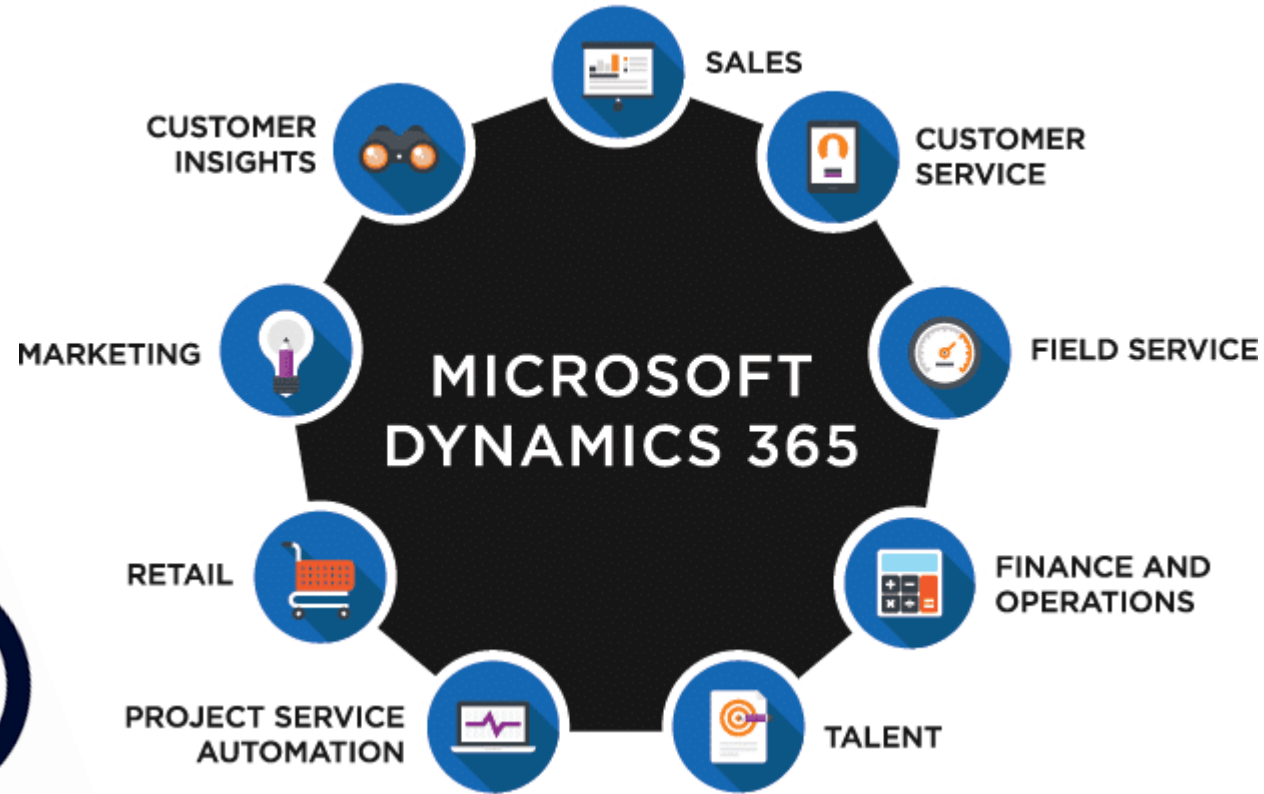 SALES
CUSTOMER
SERVICE
FIELD SERVICE
FINANCE AND
OPERATIONS
TALENT
PROJECT SERVICE
AUTOMATION
RETAIL
MARKETING
CUSTOMER
INSIGHTS
MICROSOFT
DYNAMICS 365